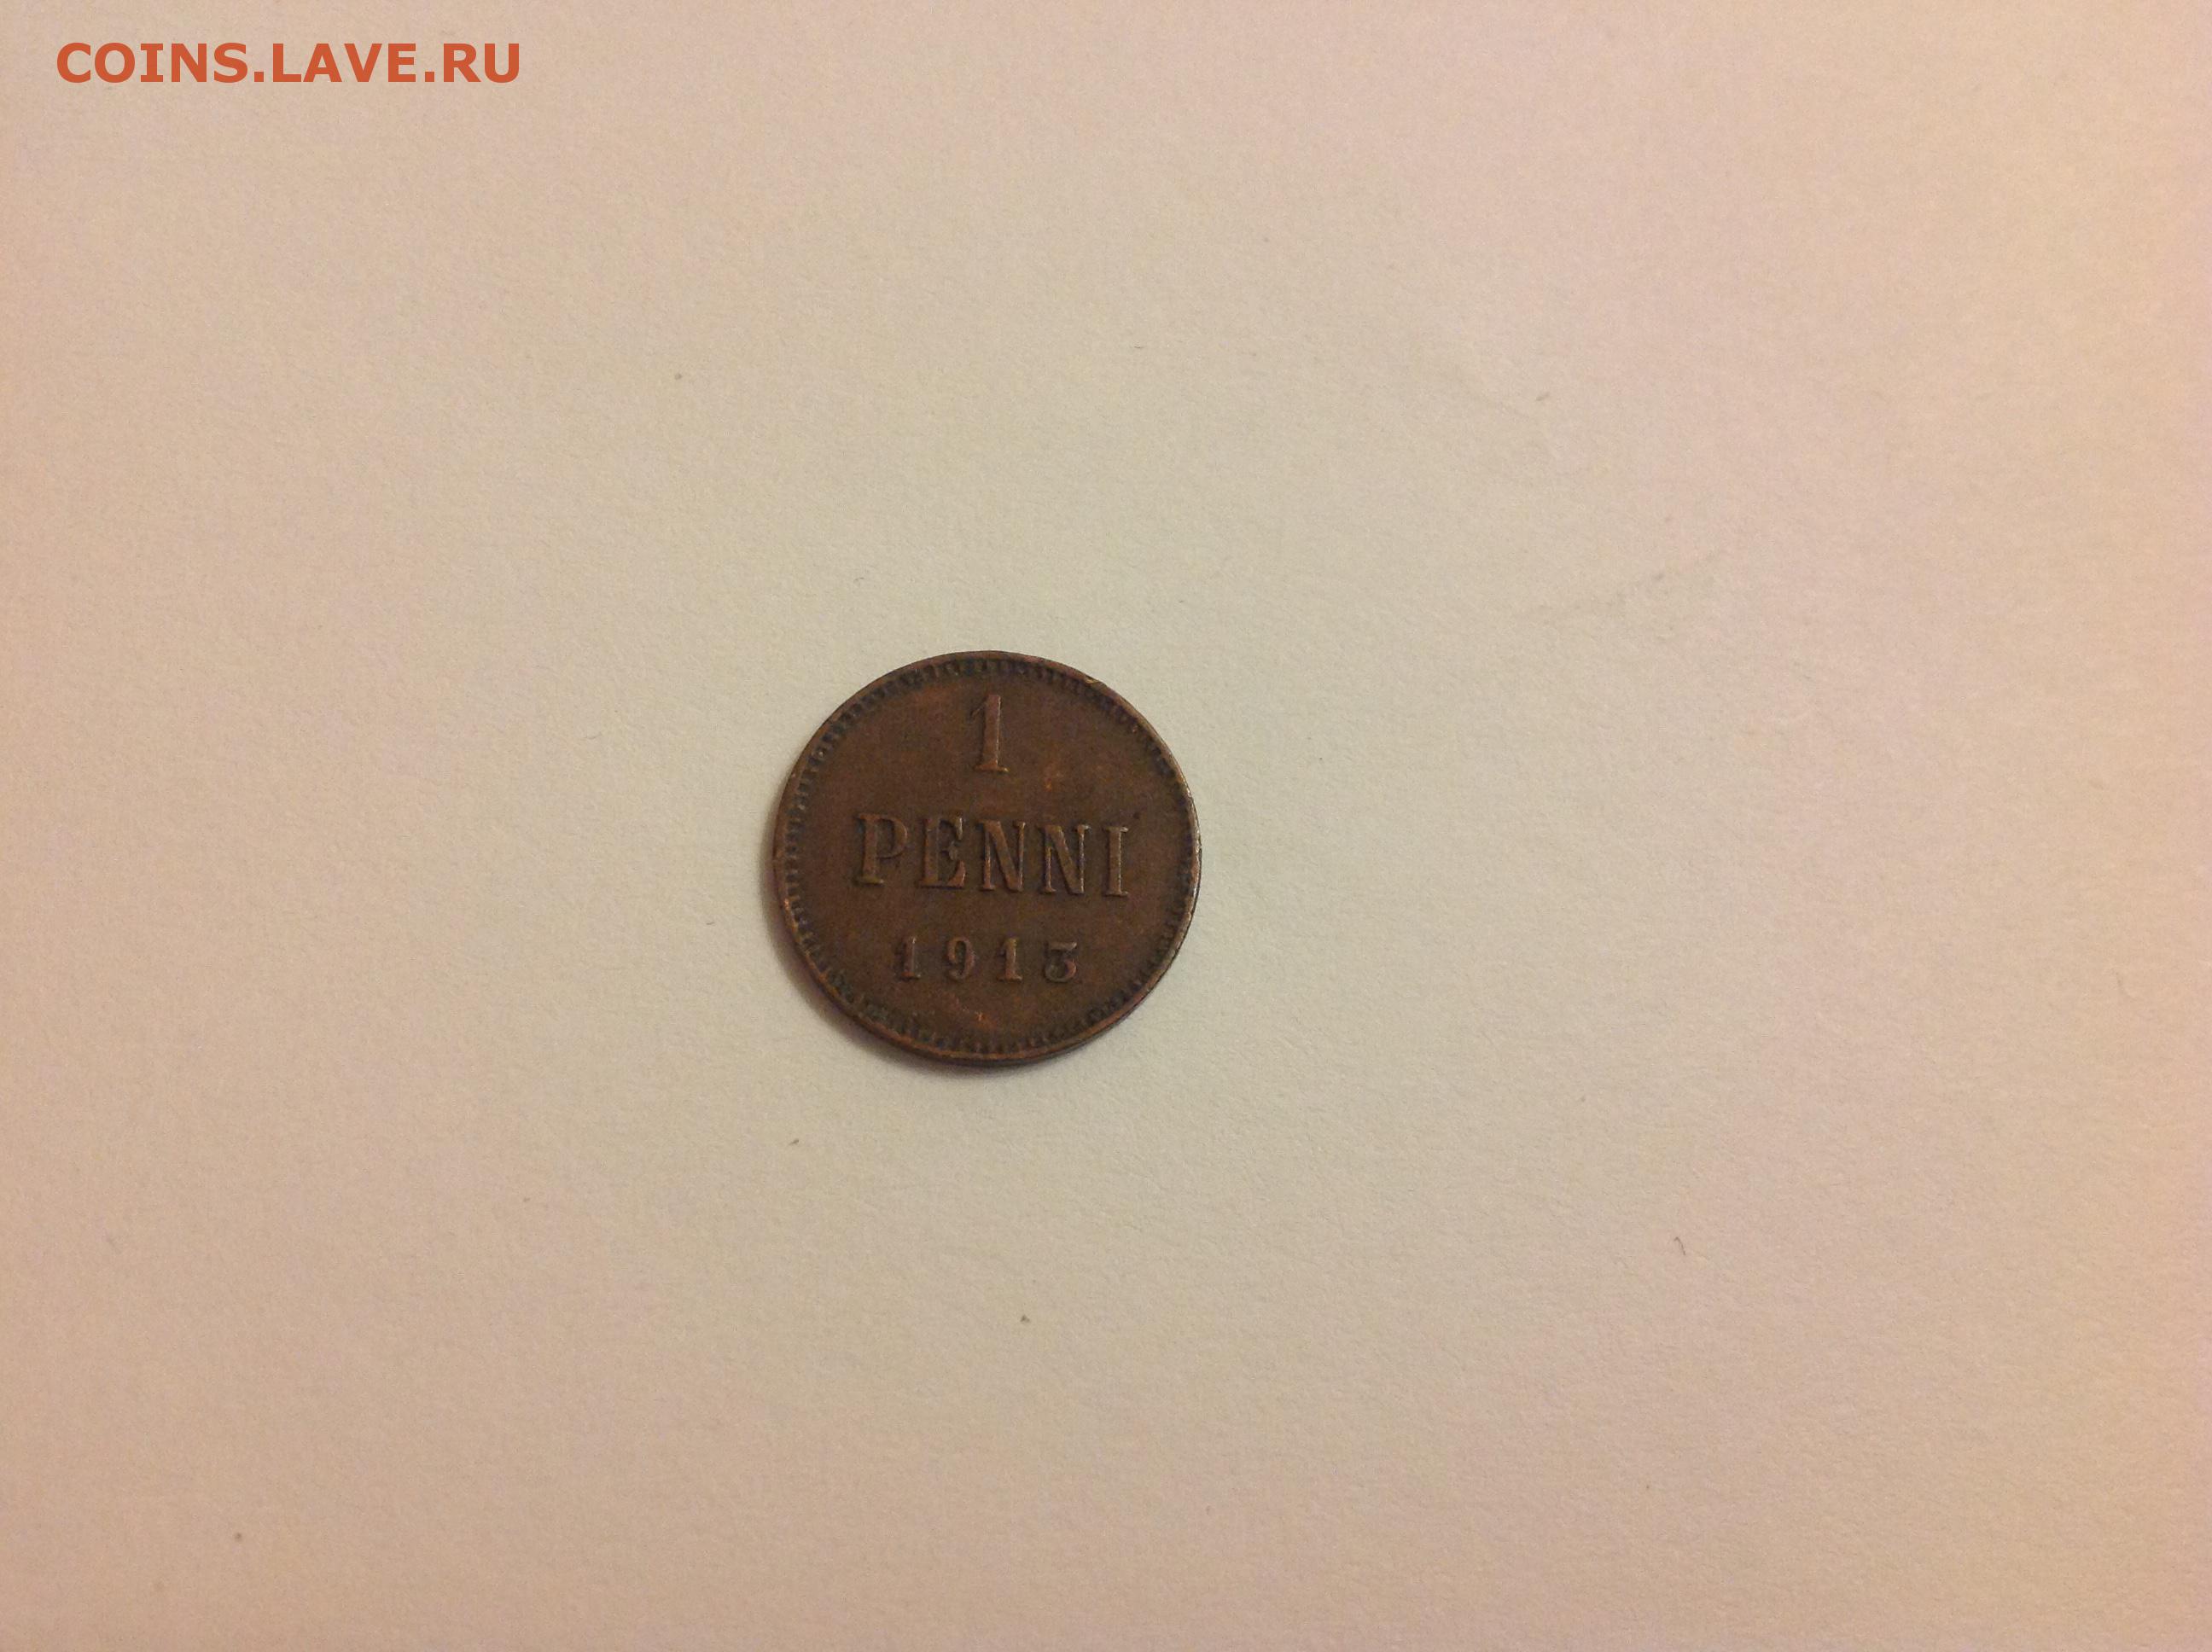 COINS.LAVE.RU
1
PENNI
1913